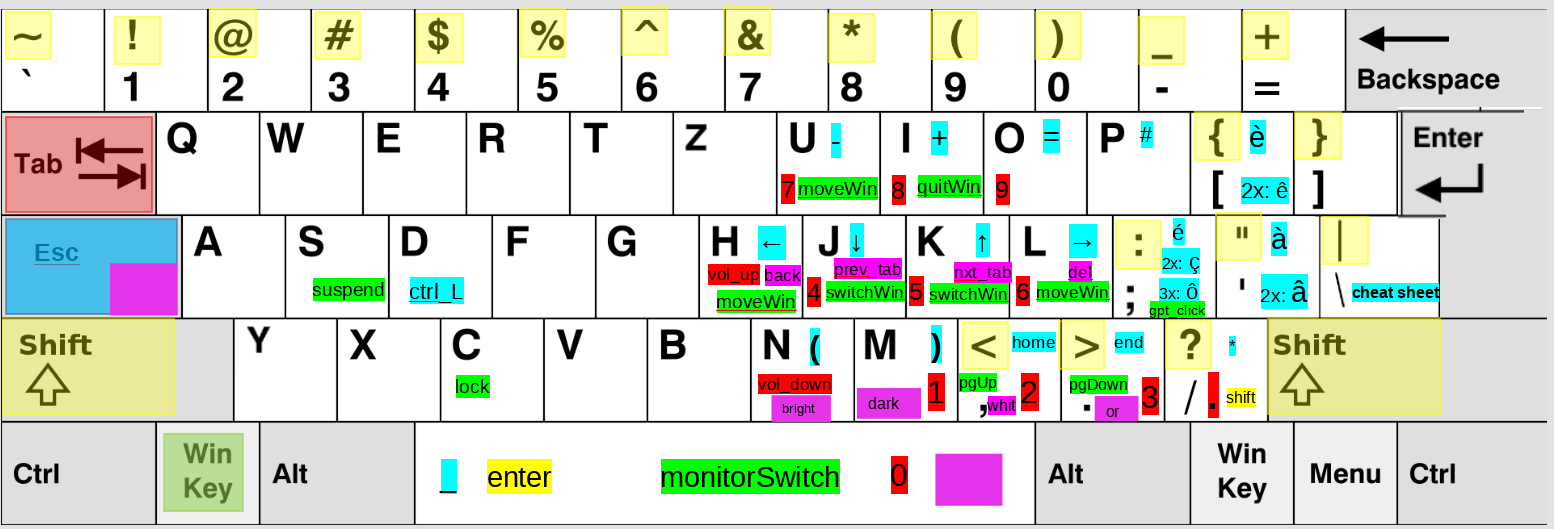 ~ ! @ # $ % ^ & * ( ) _ +
` 1 2 3 4 5 6 7 8 9 0 - = Backspace
Tab Q W E R T Z U - I + O = P # { è } Enter
7 moveWin 8 quitWin 9 [ 2x: ê ]
Esc A S D F G H ← J ↓ K ↑ L → : é " à |
2x: ç
vol_up back prev_tab nxt_tab del
suspend ctrl_L moveWin 4 switchWin 5 switchWin 6 moveWin ; 3x: ô ' 2x: â \ cheat sheet
gpt_click
Shift Y X C V B N ( M ) < home > end ? * Shift
lock vol_down 1 pgUp 2 pgDown 3 / . shift
bright dark , whit . or
Ctrl Win Key Alt _ enter monitorSwitch 0 Alt Win Key Menu Ctrl